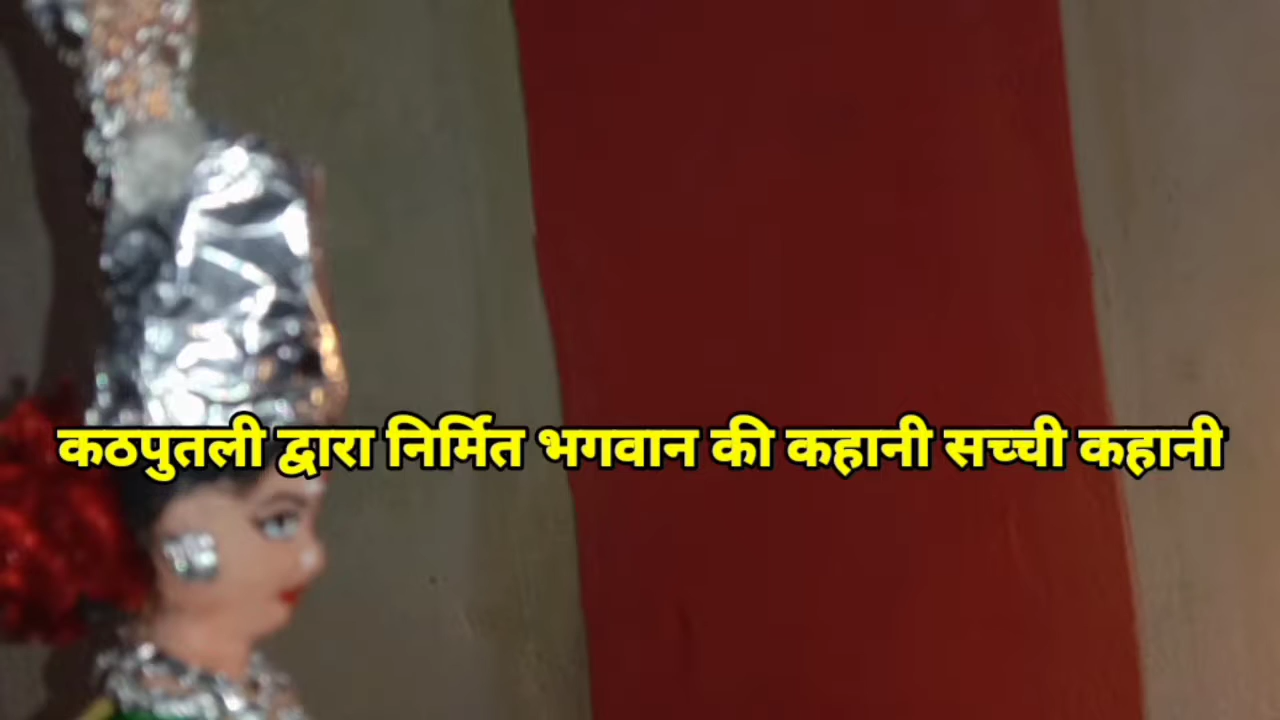 कठपुतली द्वारा निर्मित भगवान की कहानी सच्ची कहानी